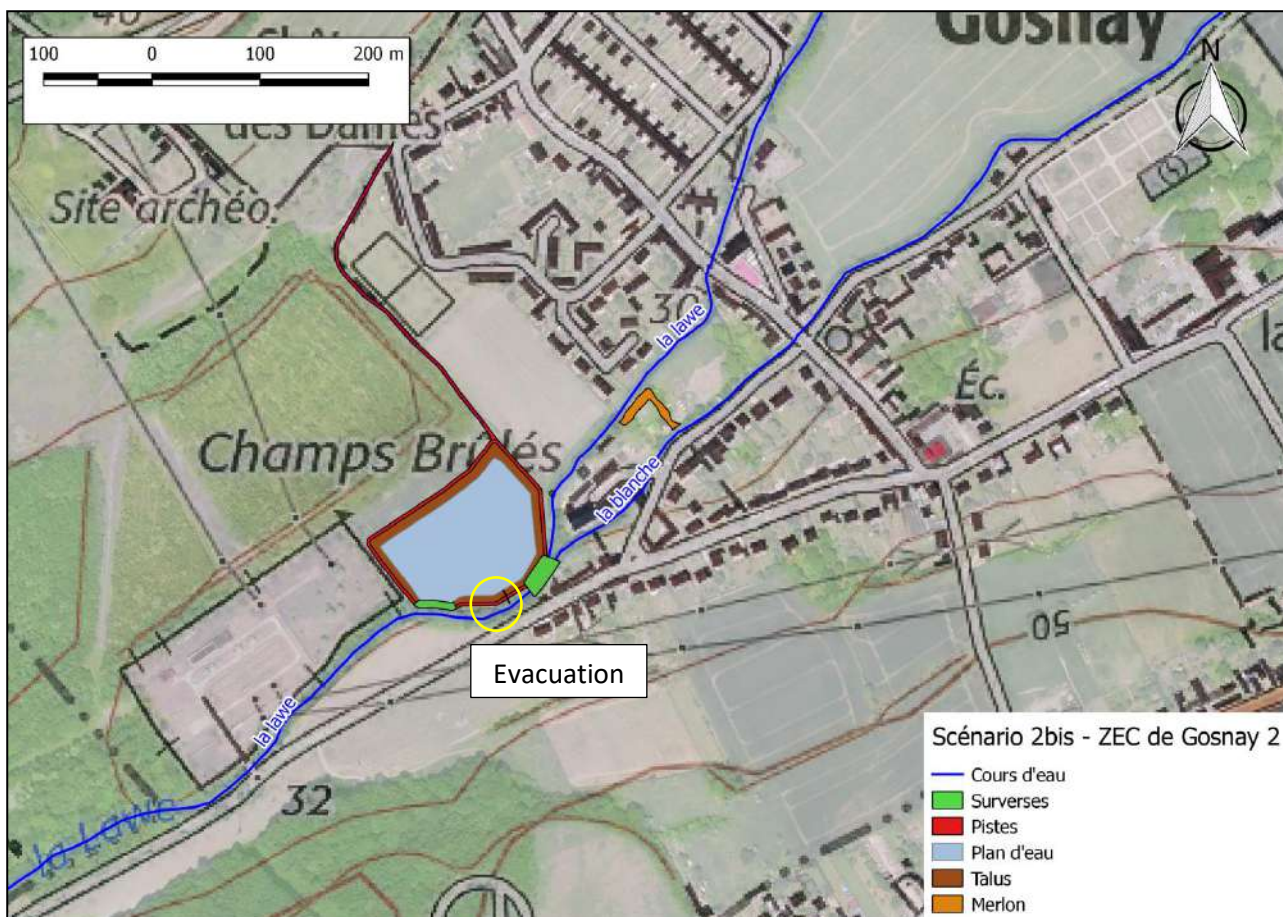 Gosnay
N
100 0 100 200 m
des Dames
Site archéo.
(S)
30
la lawe
Éc.
Champs Brûlés
la blanche
Evacuation
50
la lawe
32
la Lawe
Scénario 2bis - ZEC de Gosnay 2
Cours d'eau
Surverses
Pistes
Plan d'eau
Talus
Merlon